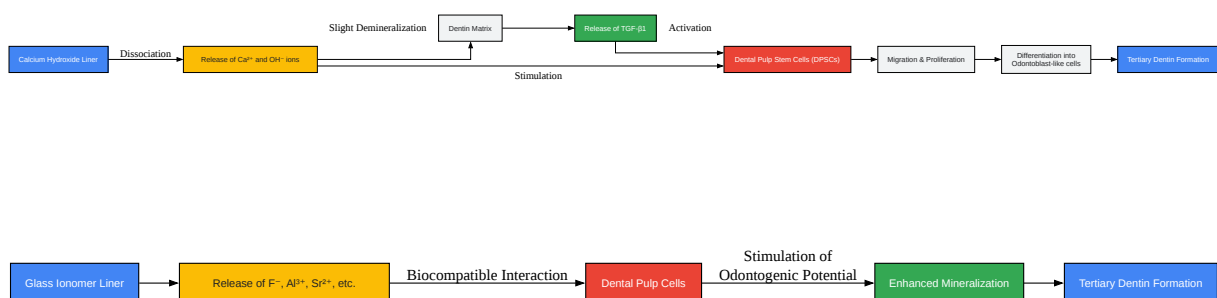 Slight Demineralization
Dentin Matrix
Release of TGF-β1
Activation
Calcium Hydroxide Liner
Dissociation
Release of Ca²⁺ and OH⁻ ions
Stimulation
Dental Pulp Stem Cells (DPSCs)
Migration & Proliferation
Differentiation into
Odontoblast-like cells
Tertiary Dentin Formation
Glass Ionomer Liner
Release of F⁻, Al³⁺, Sr²⁺, etc.
Biocompatible Interaction
Dental Pulp Cells
Stimulation of
Odontogenic Potential
Enhanced Mineralization
Tertiary Dentin Formation